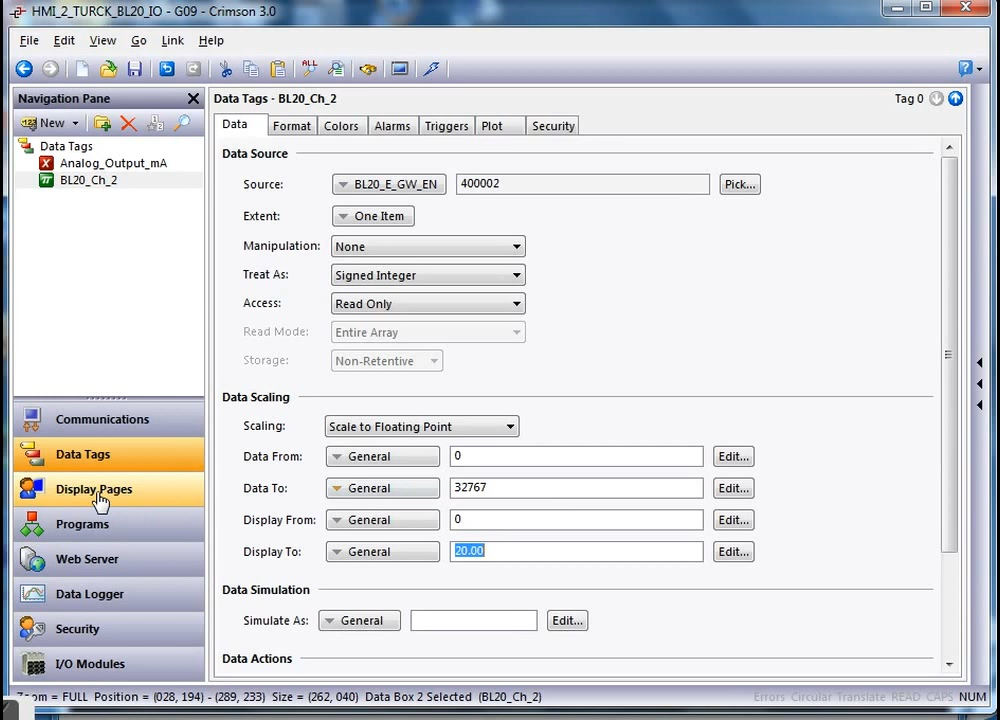 HMI_2_TURCK_BL20_IO - G09 - Crimson 3.0
File Edit View Go Link Help
ALL
Navigation Pane
Data Tags - BL20_Ch_2
Tag 0
New
Data Format Colors Alarms Triggers Plot Security
Data Tags
Analog_Output_mA
BL20_Ch_2
Data Source
Source: BL20_E_GW_EN 400002 Pick...
Extent: One Item
Manipulation: None
Treat As: Signed Integer
Access: Read Only
Read Mode: Entire Array
Storage: Non-Retentive
Data Scaling
Scaling: Scale to Floating Point
Data From: General 0 Edit...
Data To: General 32767 Edit...
Display From: General 0 Edit...
Display To: General 20.00 Edit...
Data Simulation
Simulate As: General Edit...
Data Actions
Communications
Data Tags
Display Pages
Programs
Web Server
Data Logger
Security
I/O Modules
Zoom = FULL Position = (028, 194) - (289, 233) Size = (262, 040) Data Box 2 Selected (BL20_Ch_2)
Errors Circular Translate READ CAPS NUM